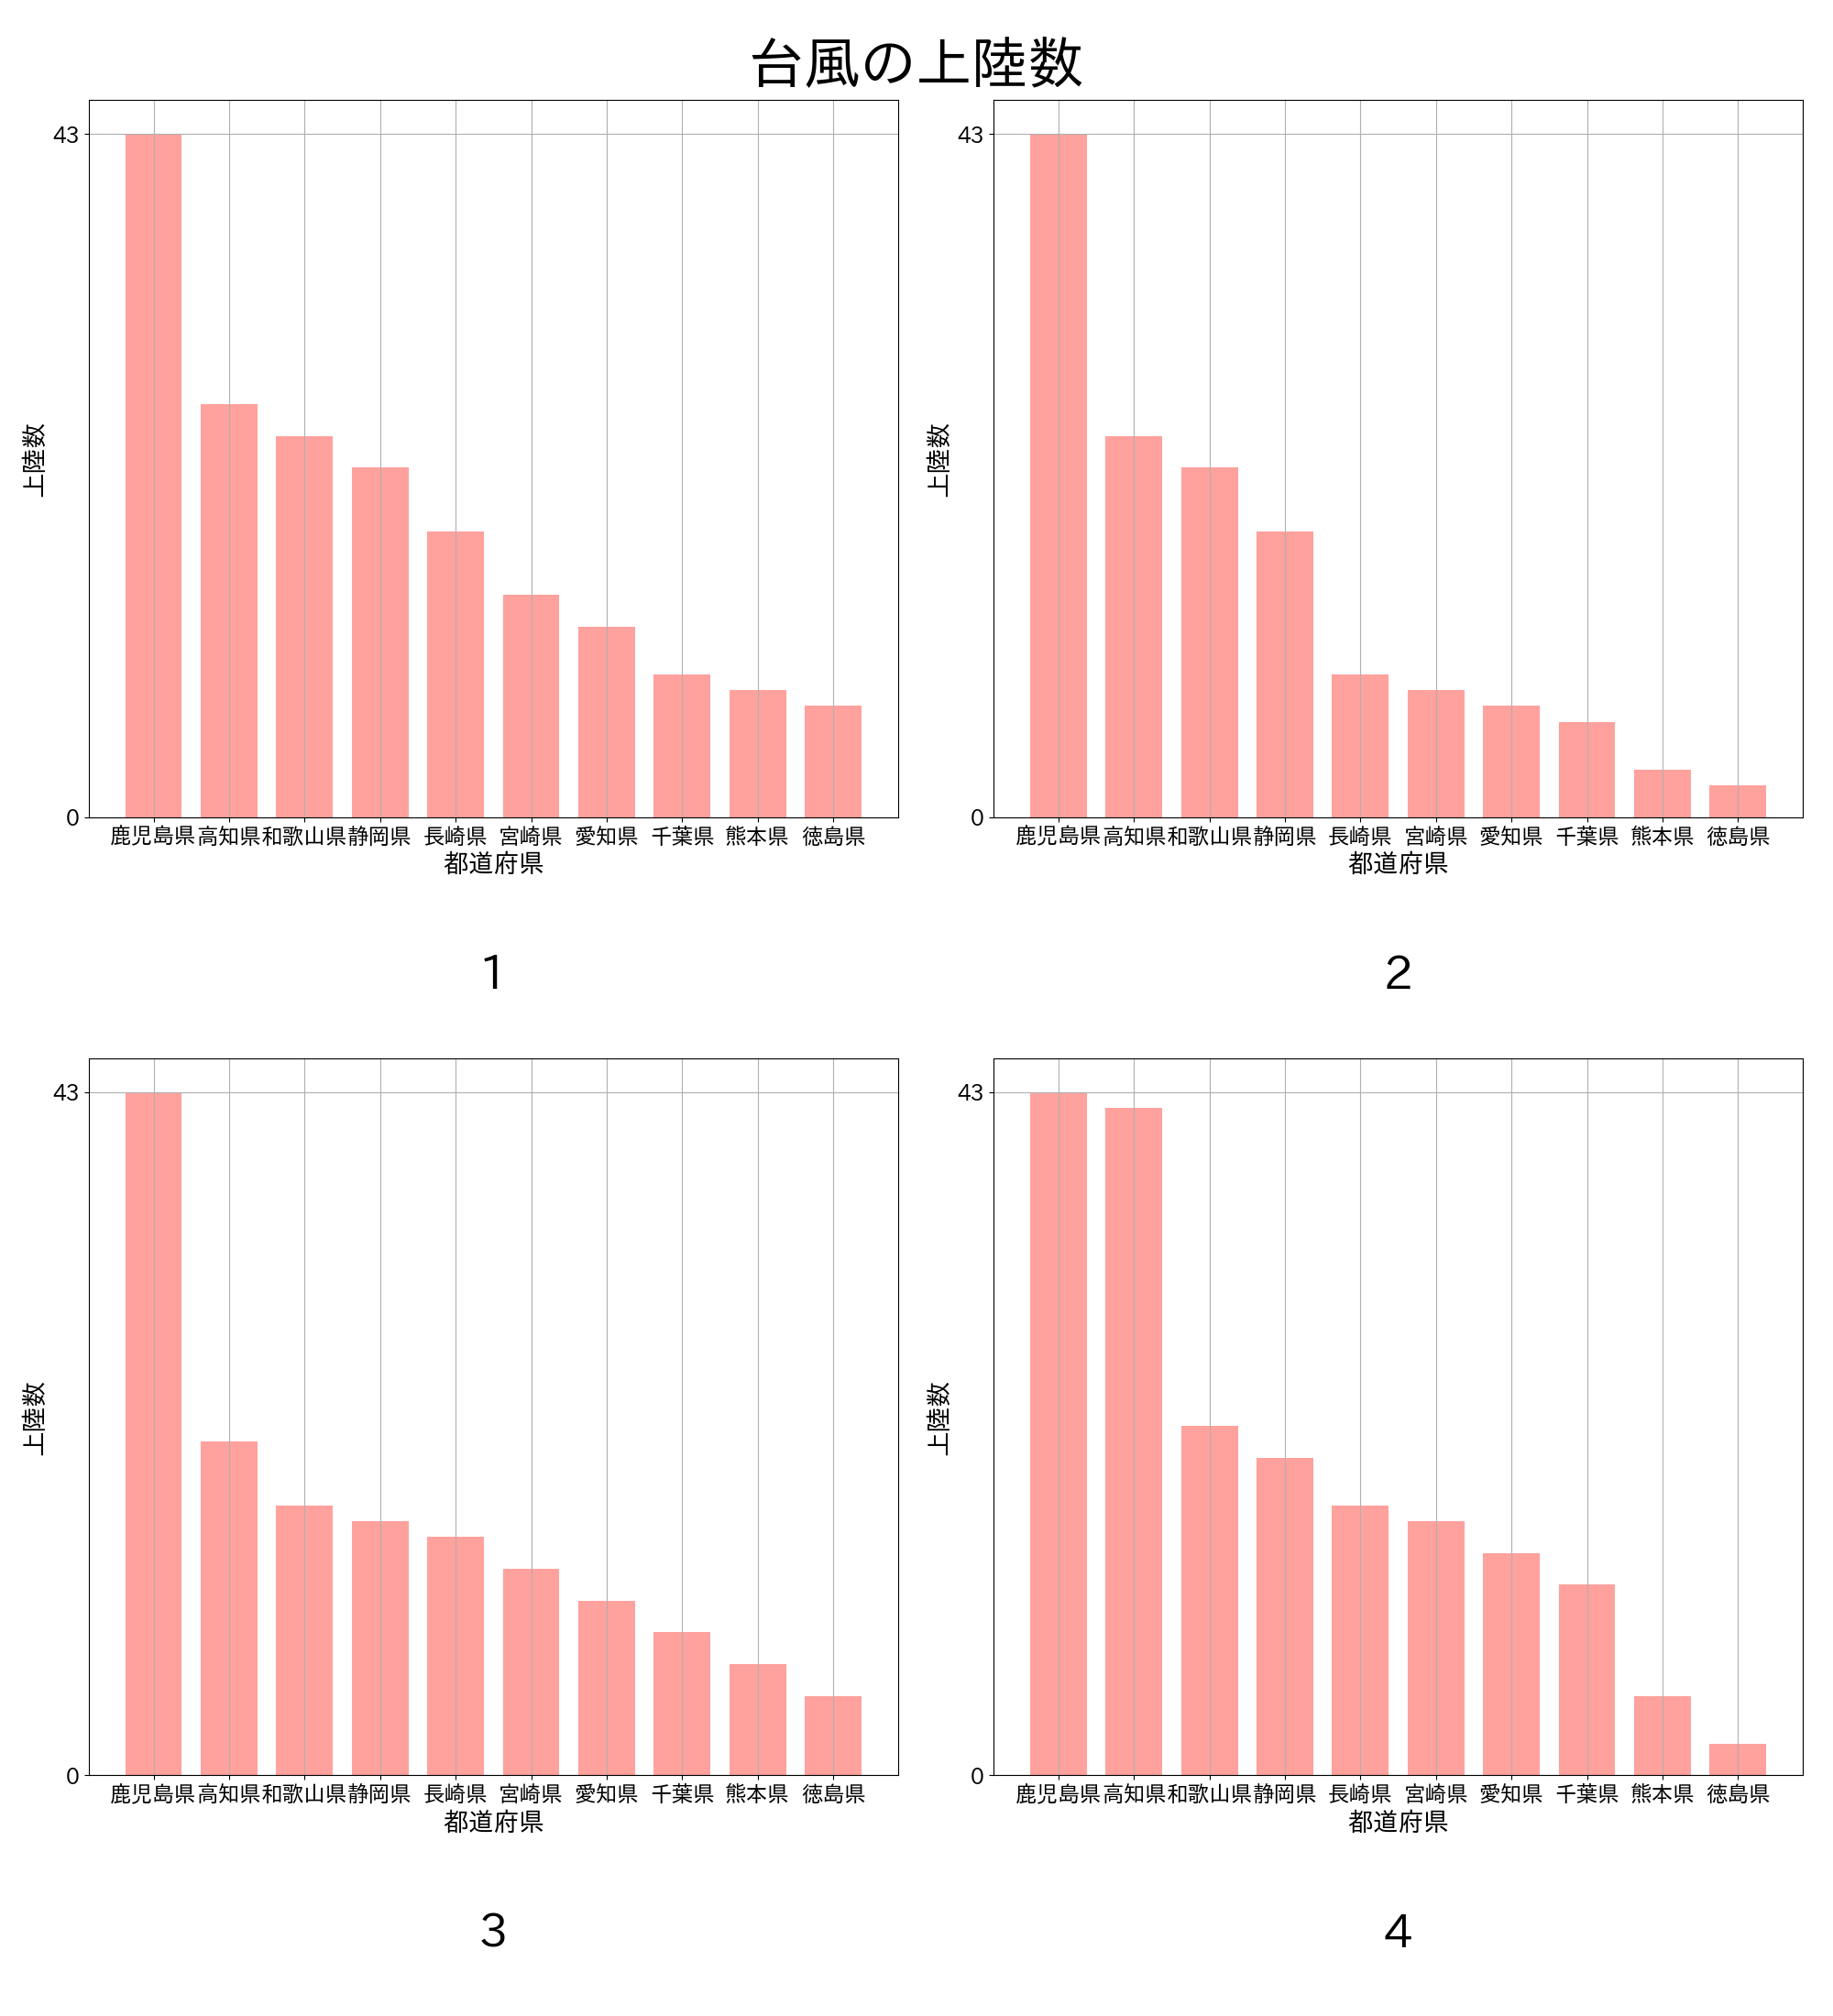 台風の上陸数
上陸数
43
0
鹿児島県 高知県 和歌山県 静岡県 長崎県 宮崎県 愛知県 千葉県 熊本県 徳島県
都道府県
1
上陸数
43
0
鹿児島県 高知県 和歌山県 静岡県 長崎県 宮崎県 愛知県 千葉県 熊本県 徳島県
都道府県
2
上陸数
43
0
鹿児島県 高知県 和歌山県 静岡県 長崎県 宮崎県 愛知県 千葉県 熊本県 徳島県
都道府県
3
上陸数
43
0
鹿児島県 高知県 和歌山県 静岡県 長崎県 宮崎県 愛知県 千葉県 熊本県 徳島県
都道府県
4